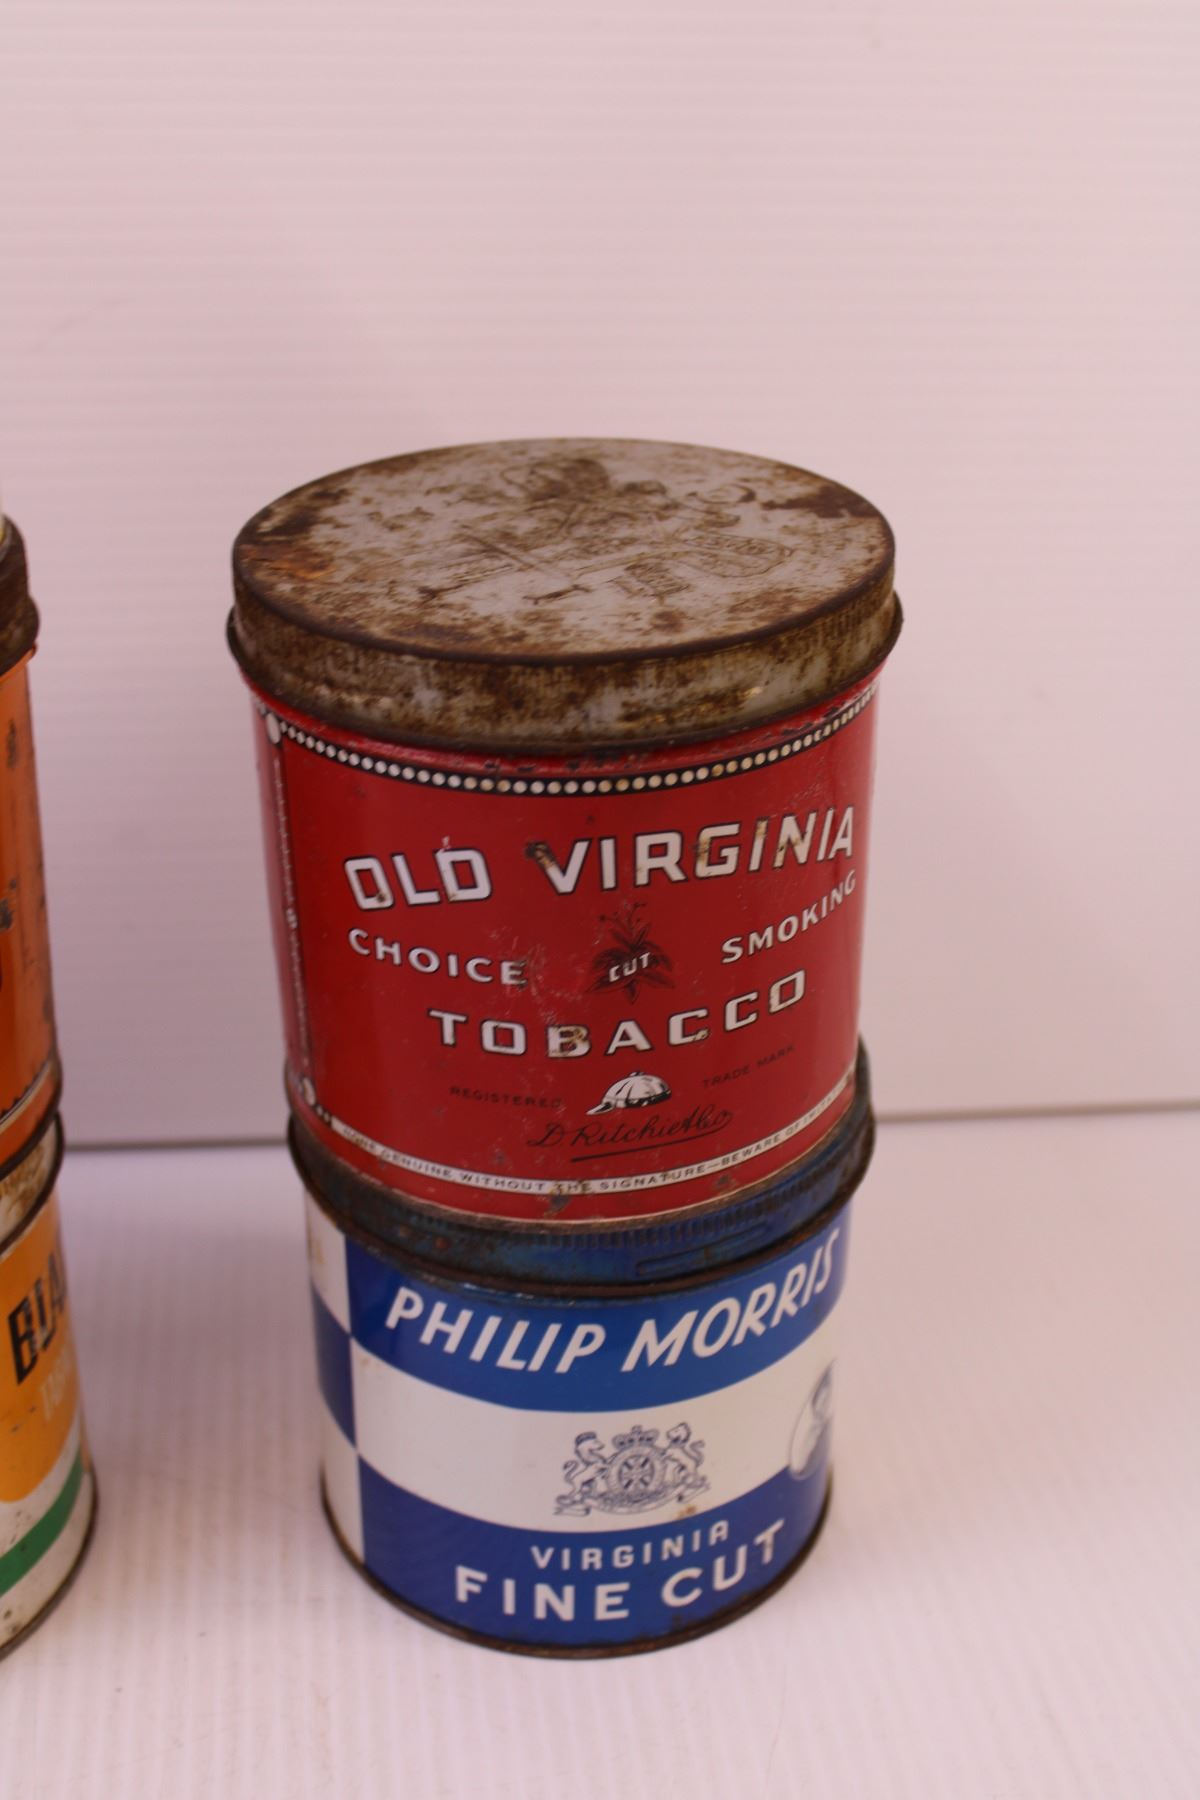 OLD VIRGINIA
CHOICE CUT SMOKING
TOBACCO
REGISTERED TRADE MARK
D. Ritchie & Co
NONE GENUINE WITHOUT THE SIGNATURE—BEWARE OF
PHILIP MORRIS
VIRGINIA
FINE CUT